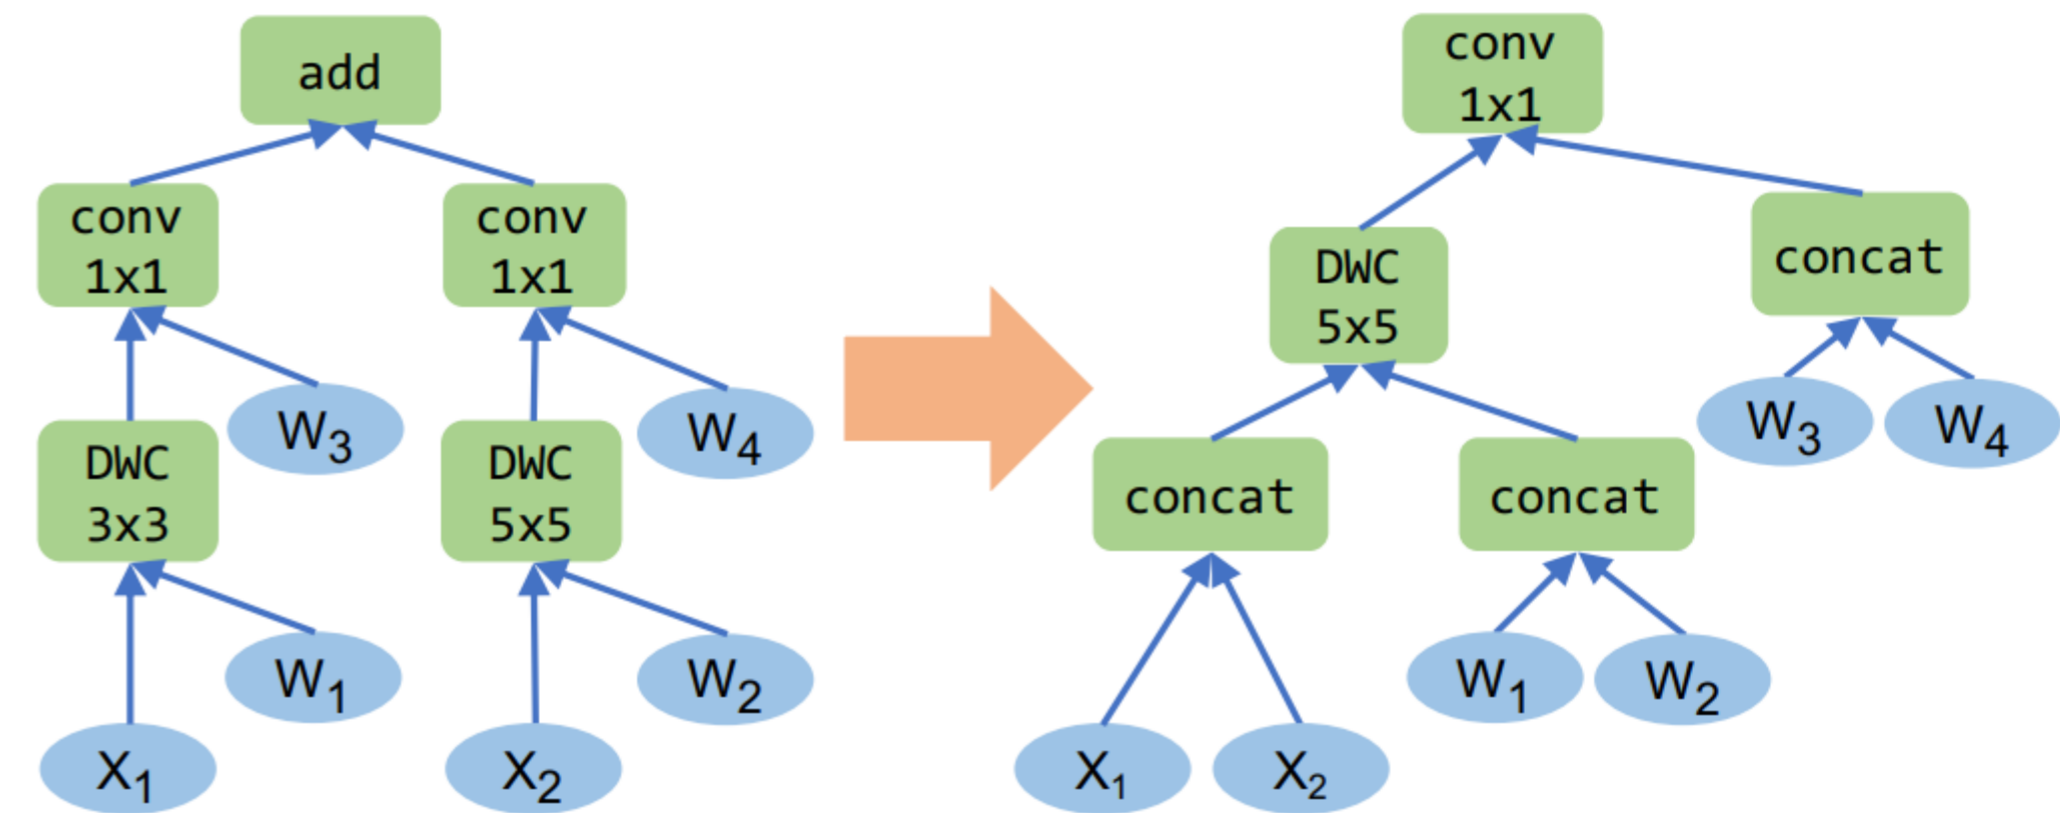 add
conv
1x1
conv
1x1
W3
W4
DWC
3x3
DWC
5x5
W1
W2
X1
X2
conv
1x1
DWC
5x5
concat
W3
W4
concat
concat
W1
W2
X1
X2